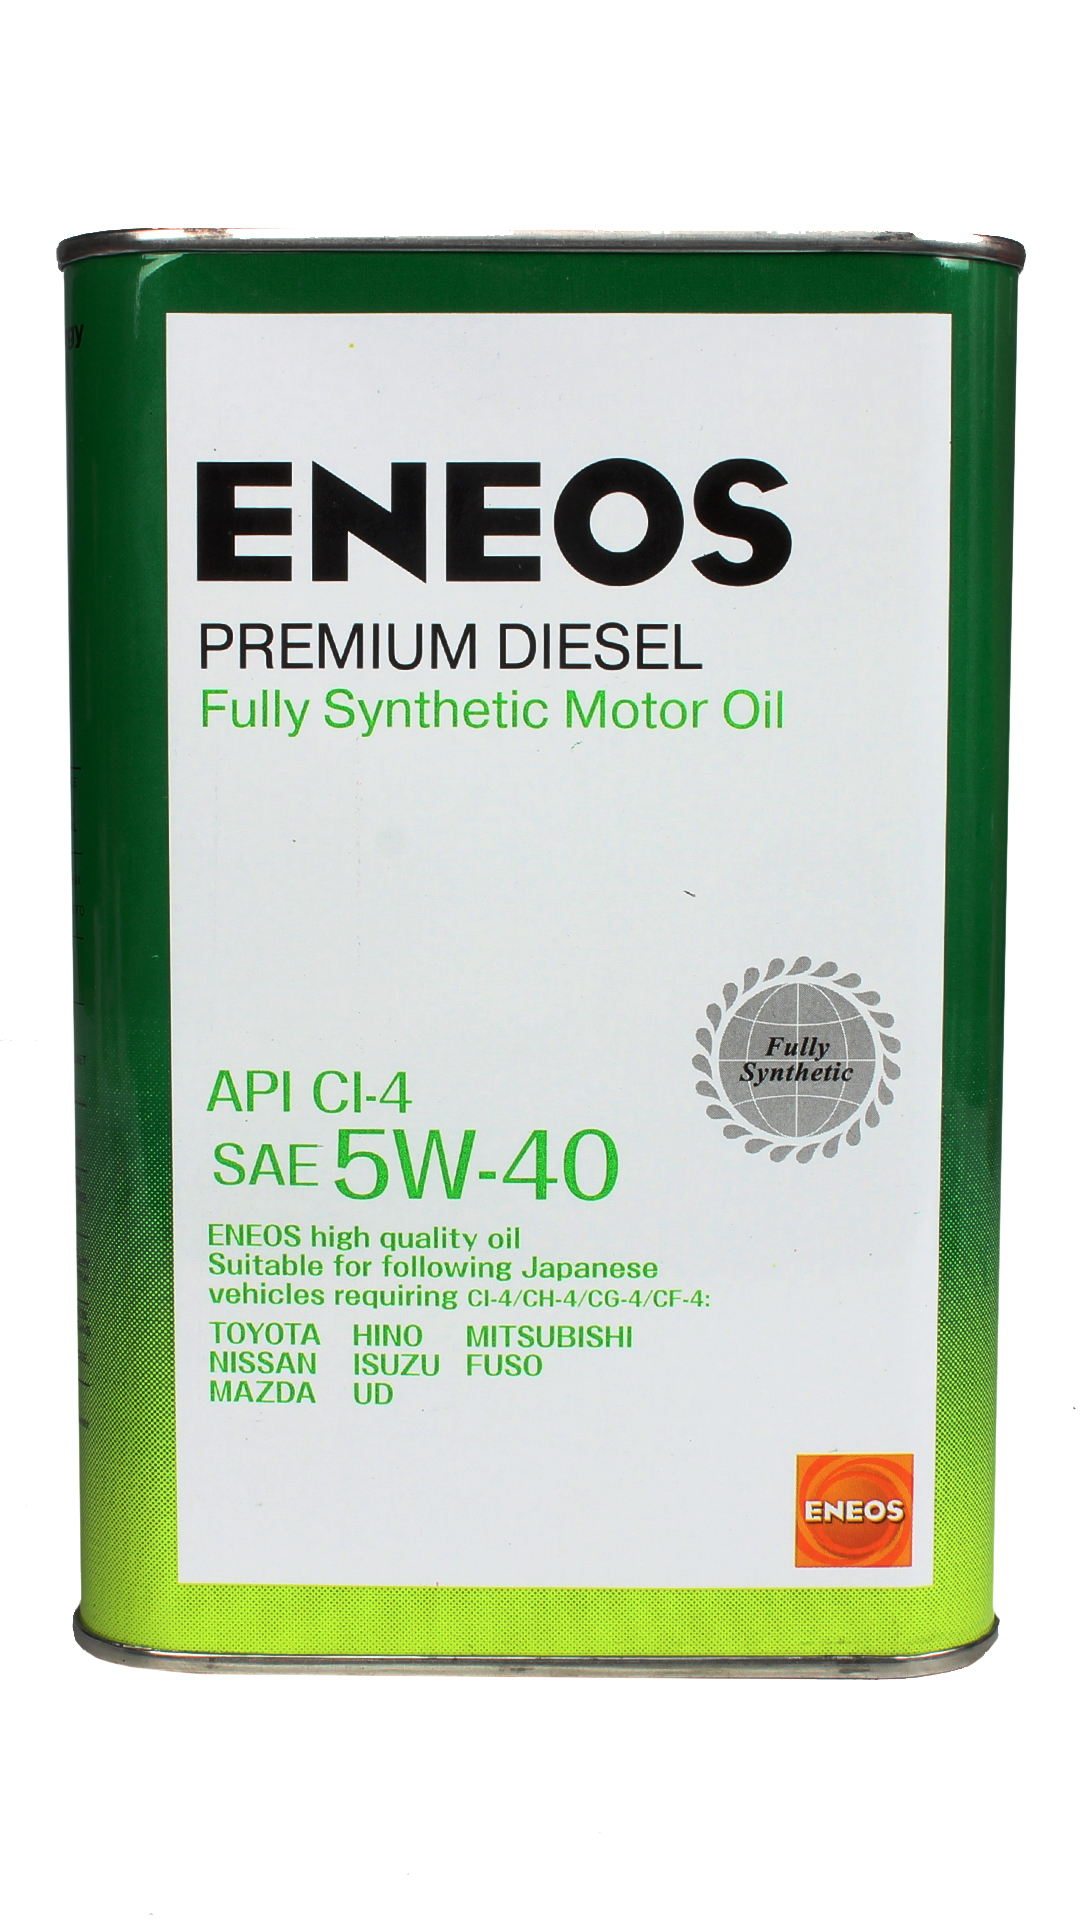 ENEOS
PREMIUM DIESEL
Fully Synthetic Motor Oil
Fully
Synthetic
API CI-4
SAE 5W-40
ENEOS high quality oil
Suitable for following Japanese
vehicles requiring CI-4/CH-4/CG-4/CF-4:
TOYOTA HINO MITSUBISHI
NISSAN ISUZU FUSO
MAZDA UD
ENEOS